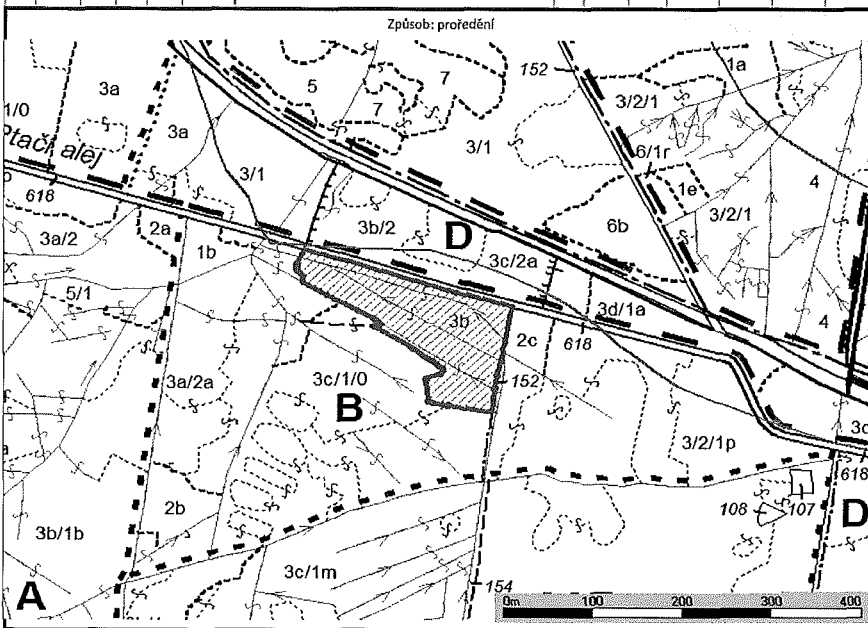 Způsob: proředění
3a
5
7
152
1a
3/2/1
1/0
3a
7
3/1
Ptačí alej
6/1r
3/1
1e
4
618
3b/2
D
6b
3/2/1
3a/2
2a
1b
3c/2a
5/1
3b
3d/1a
4
2c
618
3a/2a
3c/1/0
152
B
3/2/1p
618
2b
108
107
D
3b/1b
3c/1m
154
A
0m 100 200 300 400